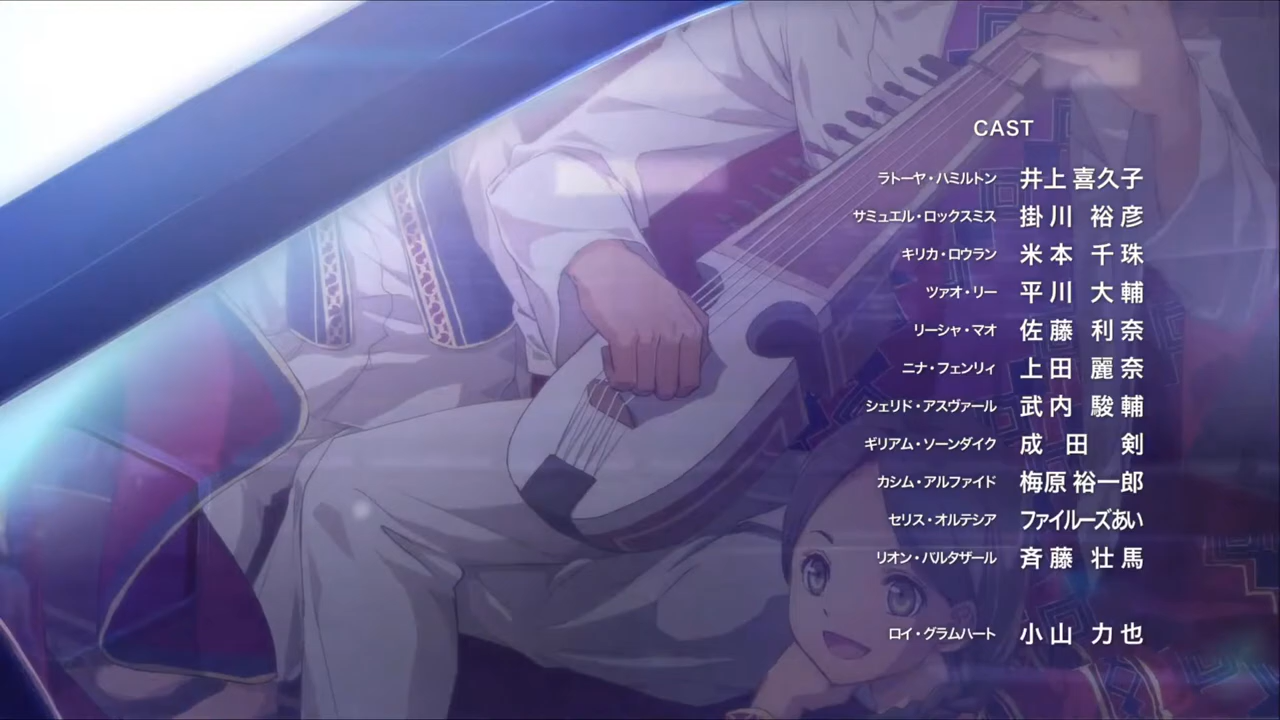 CAST
ラトーヤ・ハミルトン 井上 喜久子
サミュエル・ロックスミス 掛川 裕彦
キリカ・ロウラン 米本 千珠
ツァオ・リー 平川 大輔
リーシャ・マオ 佐藤 利奈
ニナ・フェンリィ 上田 麗奈
シェリド・アスヴァール 武内 駿輔
ギリアム・ソーンダイク 成田 剣
カシム・アルファイド 梅原 裕一郎
セリス・オルテシア ファイルーズあい
リオン・バルタザール 斉藤 壮馬
ロイ・グラムハート 小山 力也